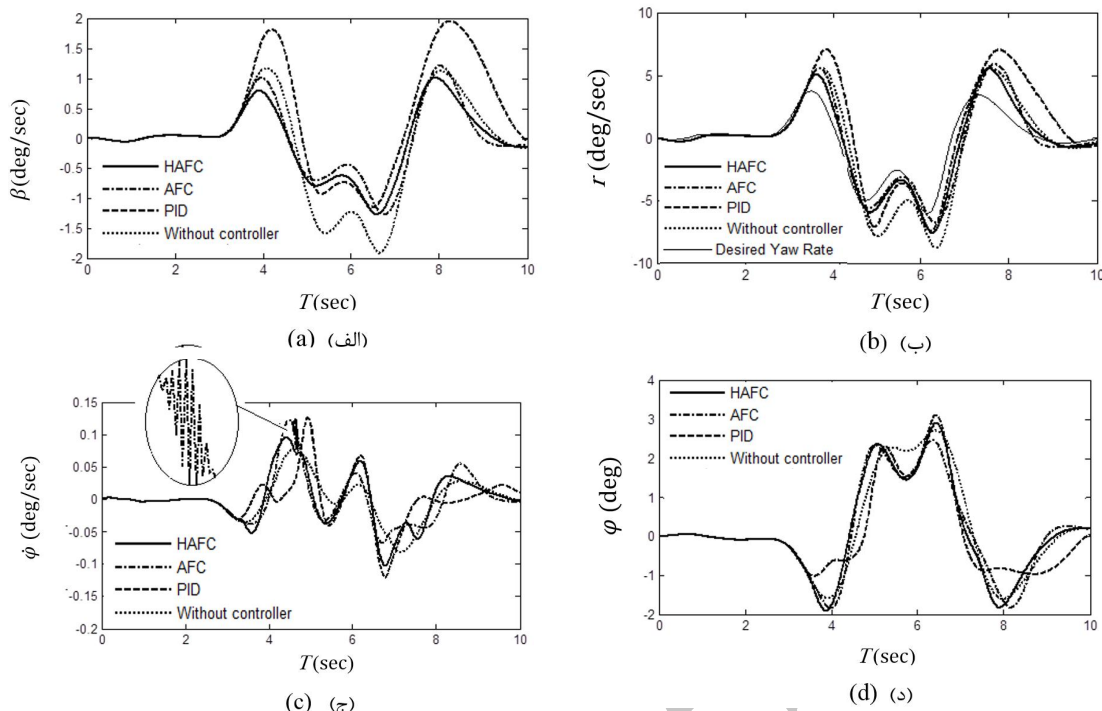 2
1.5
1
0.5
0
-0.5
-1
-1.5
-2
β(deg/sec)
HAFC
AFC
PID
Without controller
0 2 4 6 8 10
T(sec)
(a) (الف)
10
5
0
-5
-10
r (deg/sec)
HAFC
AFC
PID
Without controller
Desired Yaw Rate
0 2 4 6 8 10
T(sec)
(b) (ب)
0.15
0.1
0.05
0
-0.05
-0.1
-0.2
φ̇ (deg/sec)
HAFC
AFC
PID
Without controller
0 2 4 6 8 10
T(sec)
(c) (ج)
4
3
2
1
0
-1
-2
φ (deg)
HAFC
AFC
PID
Without controller
0 2 4 6 8 10
T(sec)
(d) (د)